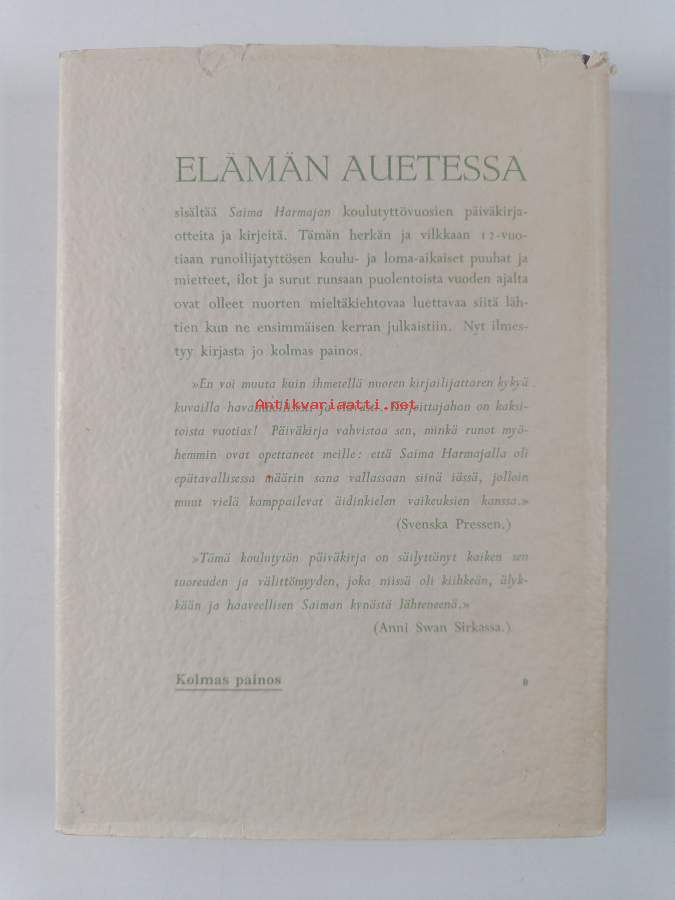 ELÄMÄN AUETESSA
sisältää Saima Harmajan koulutyttövuosien päiväkirja-
otteita ja kirjeitä. Tämän herkän ja vilkkaan 12-vuo-
tiaan runoilijatyttösen koulu- ja loma-aikaiset puuhat ja
mietteet, ilot ja surut runsaan puolentoista vuoden ajalta
ovat olleet nuorten mieltäkiehtovaa luettavaa siitä läh-
tien kun ne ensimmäisen kerran julkaistiin. Nyt ilmes-
tyy kirjasta jo kolmas painos.
»En voi muuta kuin ihmetellä nuoren kirjailijattaren kykyä
Antikvariaatti.net
kuvailla ja Kirjoittajahan on kaksi-
toista vuotias! Päiväkirja vahvistaa sen, minkä runot myö-
hemmin ovat opettaneet meille: että Saima Harmajalla oli
epätavallisessa määrin sana vallassaan siinä iässä, jolloin
muut vielä kamppailevat äidinkielen vaikeuksien kanssa.»
(Svenska Pressen.)
»Tämä koulutytön päiväkirja on säilyttänyt kaiken sen
tuoreuden ja välittömyyden, joka niissä oli kiihkeän, älyk-
kään ja haaveellisen Saiman kynästä lähteneenä.»
(Anni Swan Sirkassa.)
Kolmas painos